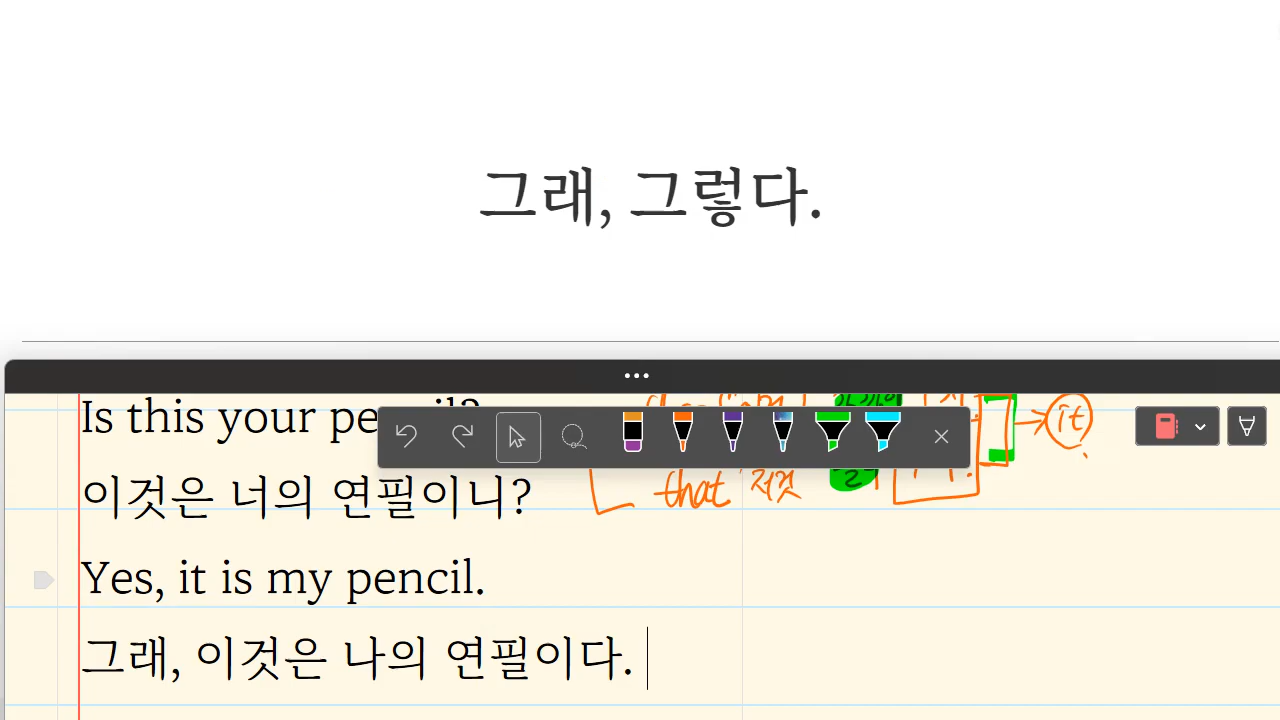 그래, 그렇다.
Is this your pencil?
it
이것은 너의 연필이니?
that 저것
Yes, it is my pencil.
그래, 이것은 나의 연필이다.